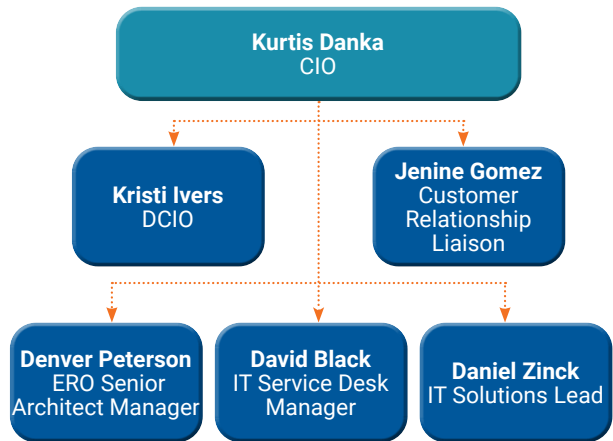 Kurtis Danka
CIO
Kristi Ivers
DCIO
Jenine Gomez
Customer
Relationship
Liaison
Denver Peterson
ERO Senior
Architect Manager
David Black
IT Service Desk
Manager
Daniel Zinck
IT Solutions Lead